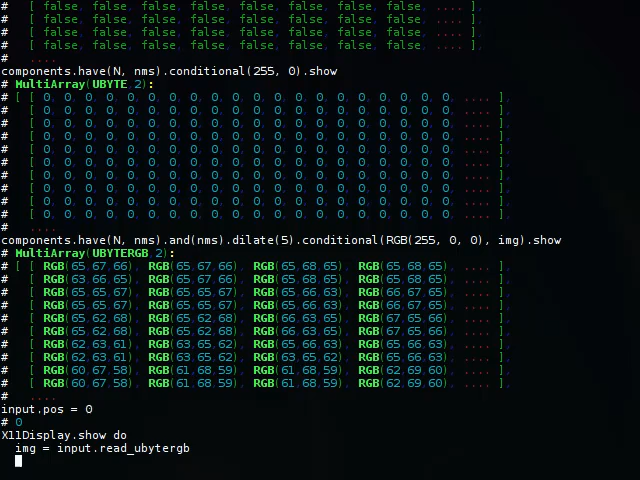 #   [ false, false, false, false, false, false, false, false, .... ],
#   [ false, false, false, false, false, false, false, false, .... ],
#   [ false, false, false, false, false, false, false, false, .... ],
#   [ false, false, false, false, false, false, false, false, .... ],
#   ....
components.have(N, nms).conditional(255, 0).show
# MultiArray(UBYTE,2):
# [ [ 0, 0, 0, 0, 0, 0, 0, 0, 0, 0, 0, 0, 0, 0, 0, 0, 0, 0, 0, 0, .... ],
#   [ 0, 0, 0, 0, 0, 0, 0, 0, 0, 0, 0, 0, 0, 0, 0, 0, 0, 0, 0, 0, .... ],
#   [ 0, 0, 0, 0, 0, 0, 0, 0, 0, 0, 0, 0, 0, 0, 0, 0, 0, 0, 0, 0, .... ],
#   [ 0, 0, 0, 0, 0, 0, 0, 0, 0, 0, 0, 0, 0, 0, 0, 0, 0, 0, 0, 0, .... ],
#   [ 0, 0, 0, 0, 0, 0, 0, 0, 0, 0, 0, 0, 0, 0, 0, 0, 0, 0, 0, 0, .... ],
#   [ 0, 0, 0, 0, 0, 0, 0, 0, 0, 0, 0, 0, 0, 0, 0, 0, 0, 0, 0, 0, .... ],
#   [ 0, 0, 0, 0, 0, 0, 0, 0, 0, 0, 0, 0, 0, 0, 0, 0, 0, 0, 0, 0, .... ],
#   [ 0, 0, 0, 0, 0, 0, 0, 0, 0, 0, 0, 0, 0, 0, 0, 0, 0, 0, 0, 0, .... ],
#   [ 0, 0, 0, 0, 0, 0, 0, 0, 0, 0, 0, 0, 0, 0, 0, 0, 0, 0, 0, 0, .... ],
#   [ 0, 0, 0, 0, 0, 0, 0, 0, 0, 0, 0, 0, 0, 0, 0, 0, 0, 0, 0, 0, .... ],
#   ....
components.have(N, nms).and(nms).dilate(5).conditional(RGB(255, 0, 0), img).show
# MultiArray(UBYTERGB,2):
# [ [ RGB(65,67,66), RGB(65,67,66), RGB(65,68,65), RGB(65,68,65), .... ],
#   [ RGB(63,66,65), RGB(65,67,66), RGB(65,68,65), RGB(65,68,65), .... ],
#   [ RGB(65,65,67), RGB(65,65,67), RGB(66,66,63), RGB(66,67,65), .... ],
#   [ RGB(65,65,67), RGB(65,65,67), RGB(66,65,63), RGB(66,67,65), .... ],
#   [ RGB(65,62,68), RGB(65,62,68), RGB(66,63,65), RGB(67,65,66), .... ],
#   [ RGB(65,62,68), RGB(65,62,68), RGB(66,63,65), RGB(67,65,66), .... ],
#   [ RGB(62,63,61), RGB(63,65,62), RGB(65,66,63), RGB(65,66,63), .... ],
#   [ RGB(62,63,61), RGB(63,65,62), RGB(63,65,62), RGB(65,66,63), .... ],
#   [ RGB(60,67,58), RGB(61,68,59), RGB(61,68,59), RGB(62,69,60), .... ],
#   [ RGB(60,67,58), RGB(61,68,59), RGB(61,68,59), RGB(62,69,60), .... ],
#   ....
input.pos = 0
# 0
X11Display.show do
  img = input.read_ubytergb